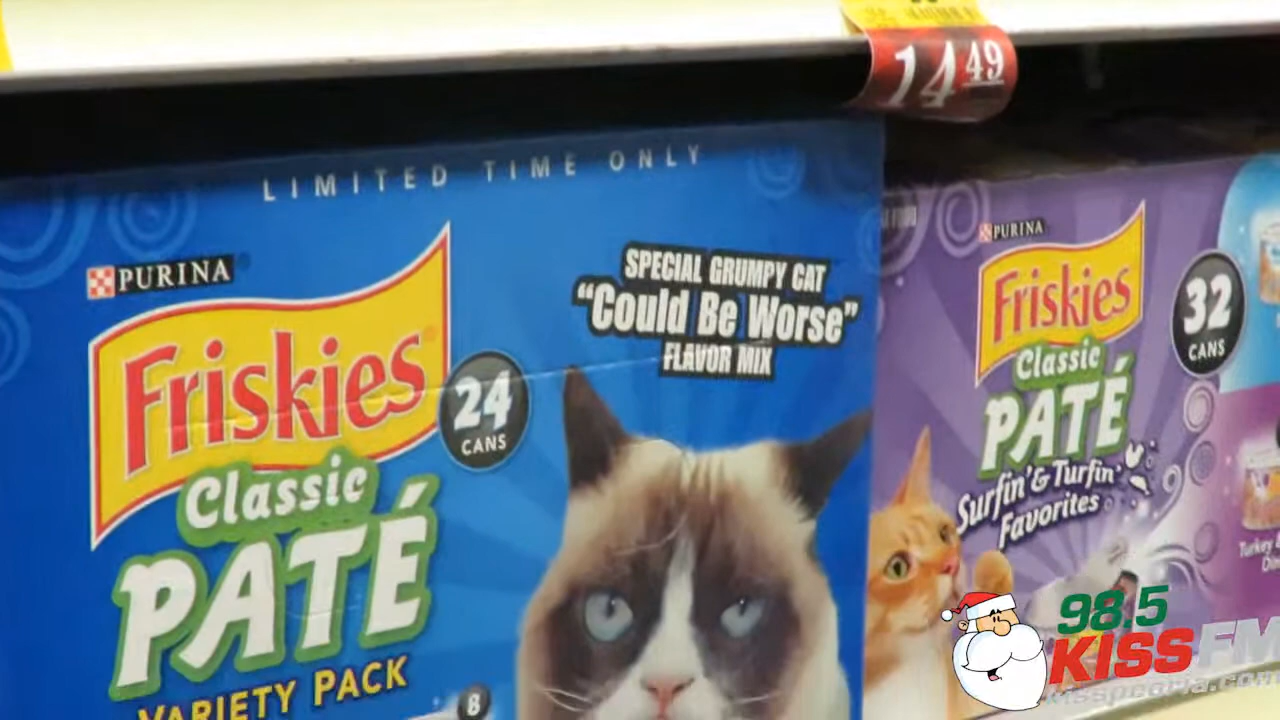 14 49
LIMITED TIME ONLY
PURINA
Friskies
Classic
PATÉ
VARIETY PACK
24
CANS
SPECIAL GRUMPY CAT
"Could Be Worse"
FLAVOR MIX
8
PURINA
Friskies
Classic
PATÉ
Surfin' & Turfin'
Favorites
32
CANS
Turkey &
98.5
KISS FM
kisspeoria.com